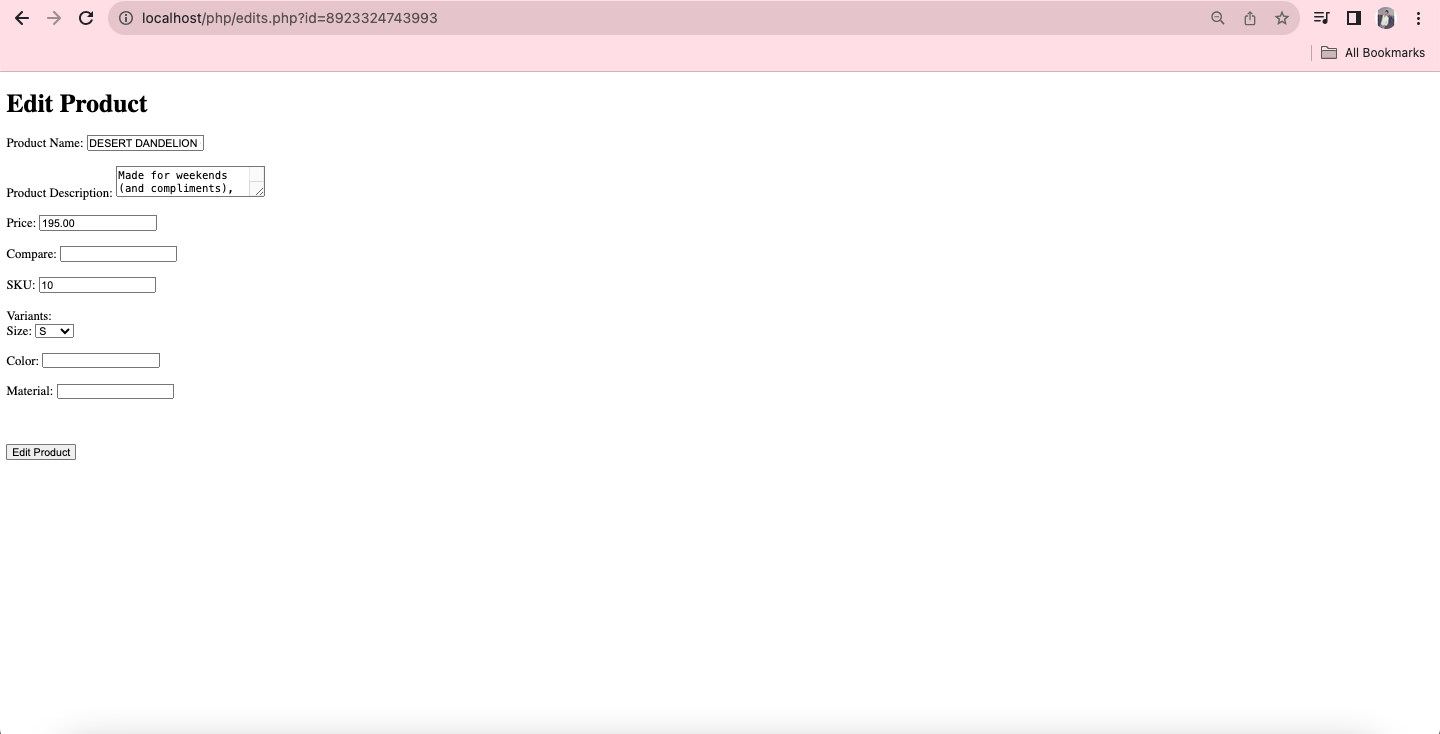 localhost/php/edits.php?id=8923324743993
All Bookmarks
Edit Product
Product Name: DESERT DANDELION
Product Description: Made for weekends
(and compliments),
Price: 195.00
Compare:
SKU: 10
Variants:
Size: S
Color:
Material:
Edit Product